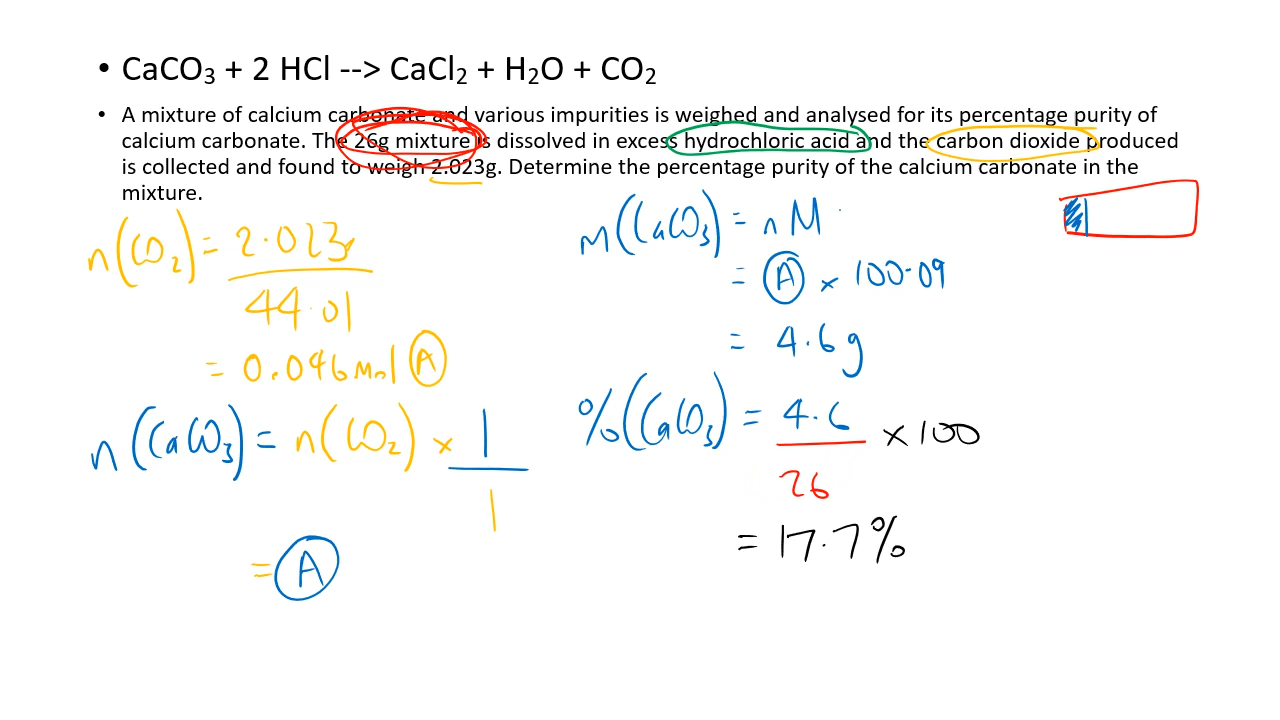 • CaCO₃ + 2 HCl --> CaCl₂ + H₂O + CO₂
• A mixture of calcium carbonate and various impurities is weighed and analysed for its percentage purity of
calcium carbonate. The 26g mixture is dissolved in excess hydrochloric acid and the carbon dioxide produced
is collected and found to weigh 2.023g. Determine the percentage purity of the calcium carbonate in the
mixture.
n(CO₂) = 2.023
44.01
= 0.046 mol A
n(CaCO₃) = n(CO₂) × 1
1
= A
m(CaCO₃) = nM
= A × 100.09
= 4.6g
%(CaCO₃) = 4.6 × 100
26
= 17.7%